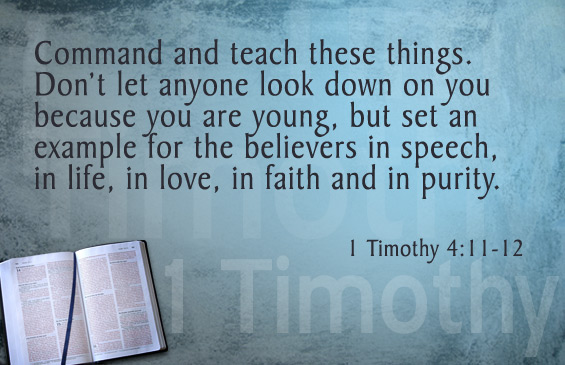 Command and teach these things.
Don't let anyone look down on you
because you are young, but set an
example for the believers in speech,
in life, in love, in faith and in purity.
1 Timothy 4:11-12
Timothy
1 Timothy